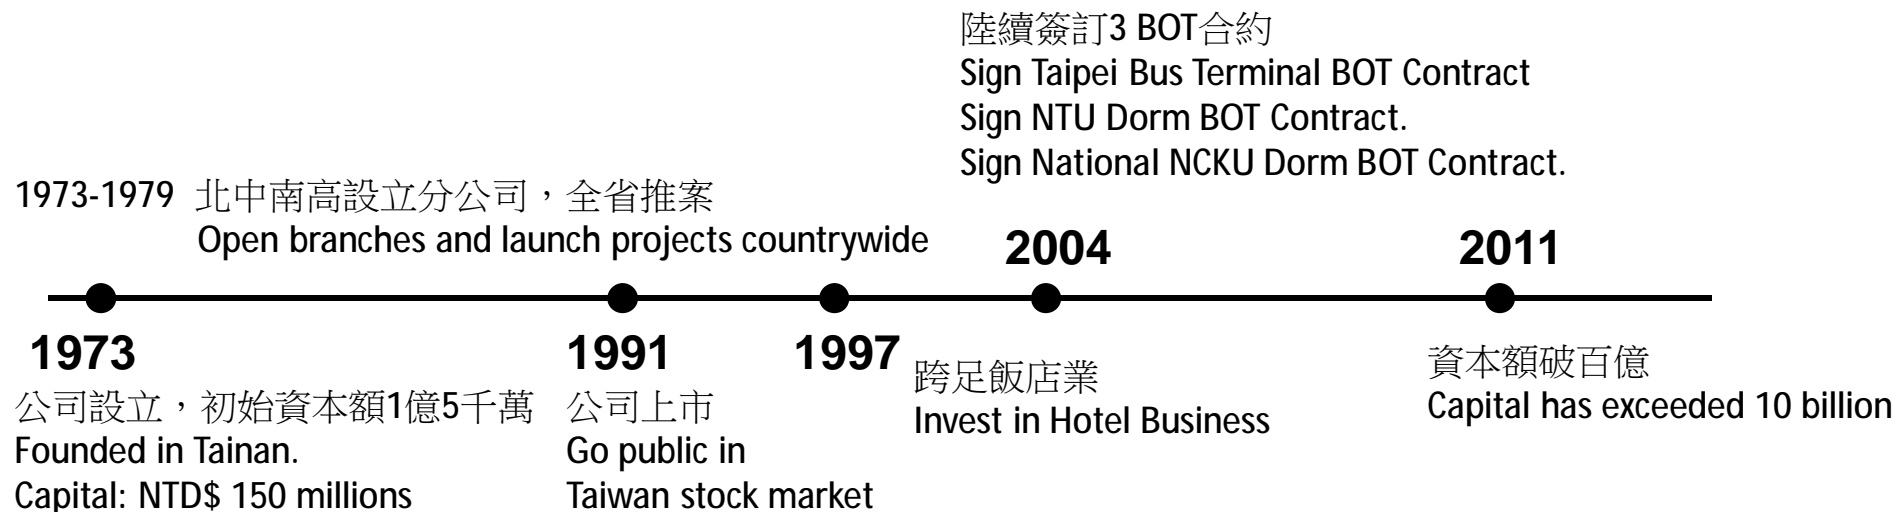 陸續簽訂3 BOT合約
Sign Taipei Bus Terminal BOT Contract
Sign NTU Dorm BOT Contract.
Sign National NCKU Dorm BOT Contract.
1973-1979 北中南高設立分公司，全省推案
Open branches and launch projects countrywide
2004
2011
1973
公司設立，初始資本額1億5千萬
Founded in Tainan.
Capital: NTD$ 150 millions
1991
公司上市
Go public in
Taiwan stock market
1997
跨足飯店業
Invest in Hotel Business
資本額破百億
Capital has exceeded 10 billion